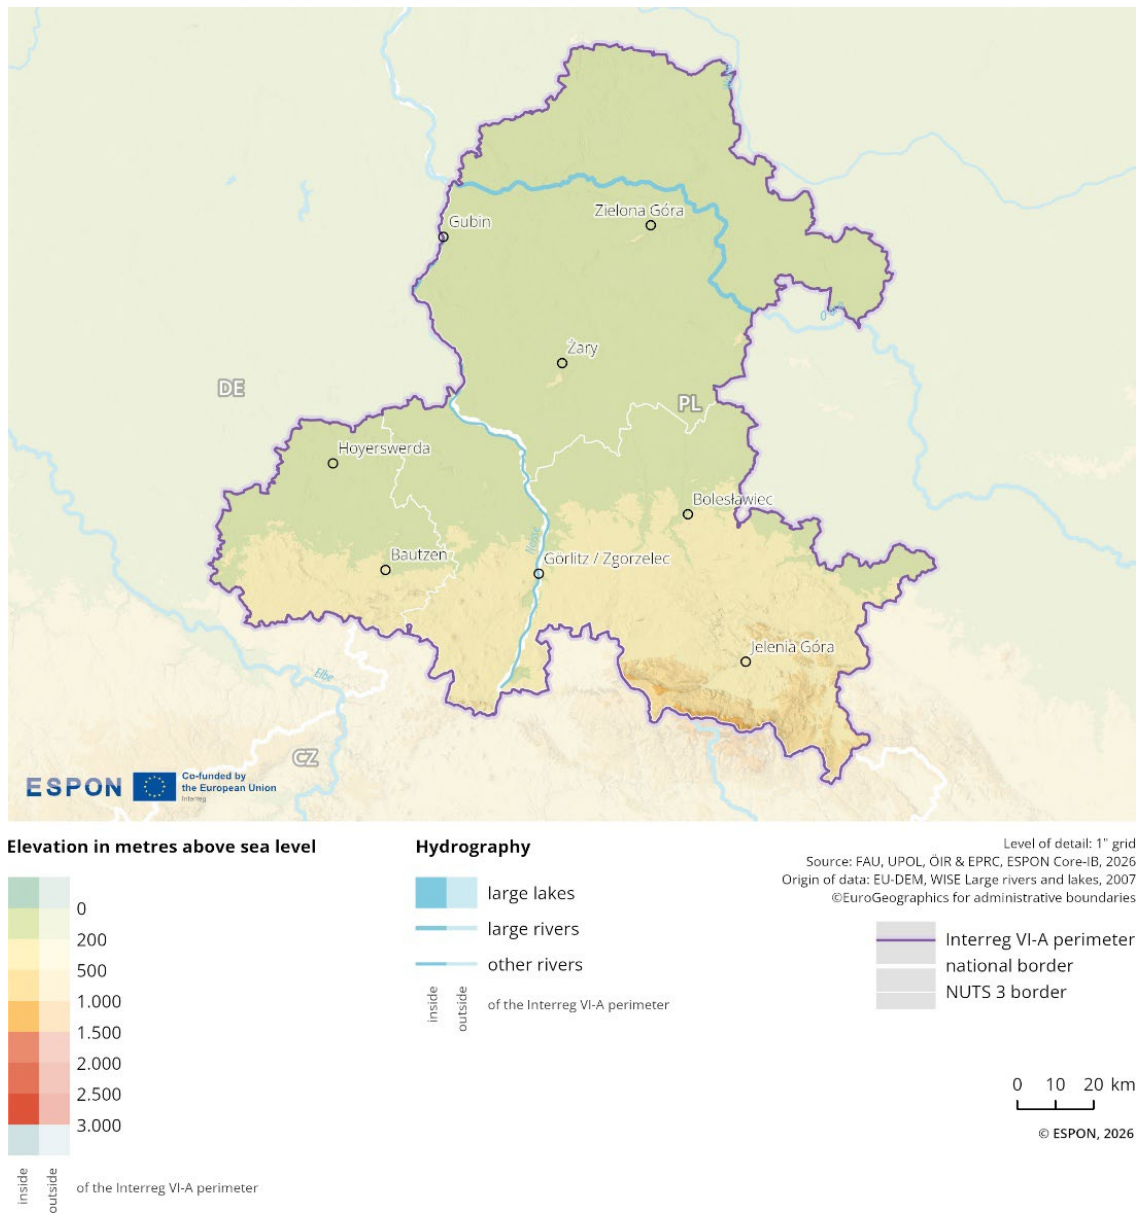 Gubin
Zielona Góra
Żary
DE
PL
Hoyerswerda
Bolesławiec
Bautzen
Görlitz / Zgorzelec
Jelenia Góra
Elbe
CZ
ESPON
Co-funded by
the European Union
Interreg
Elevation in metres above sea level
0
200
500
1.000
1.500
2.000
2.500
3.000
inside
outside
of the Interreg VI-A perimeter
Hydrography
large lakes
large rivers
other rivers
inside
outside
of the Interreg VI-A perimeter
Level of detail: 1" grid
Source: FAU, UPOL, ÖIR & EPRC, ESPON Core-IB, 2026
Origin of data: EU-DEM, WISE Large rivers and lakes, 2007
©EuroGeographics for administrative boundaries
Interreg VI-A perimeter
national border
NUTS 3 border
0 10 20 km
© ESPON, 2026